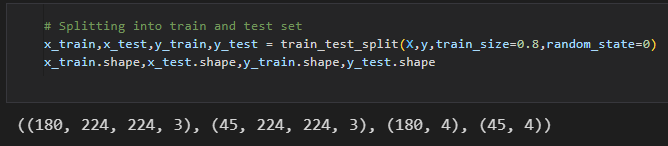 # Splitting into train and test set
x_train,x_test,y_train,y_test = train_test_split(X,y,train_size=0.8,random_state=0)
x_train.shape,x_test.shape,y_train.shape,y_test.shape
((180, 224, 224, 3), (45, 224, 224, 3), (180, 4), (45, 4))